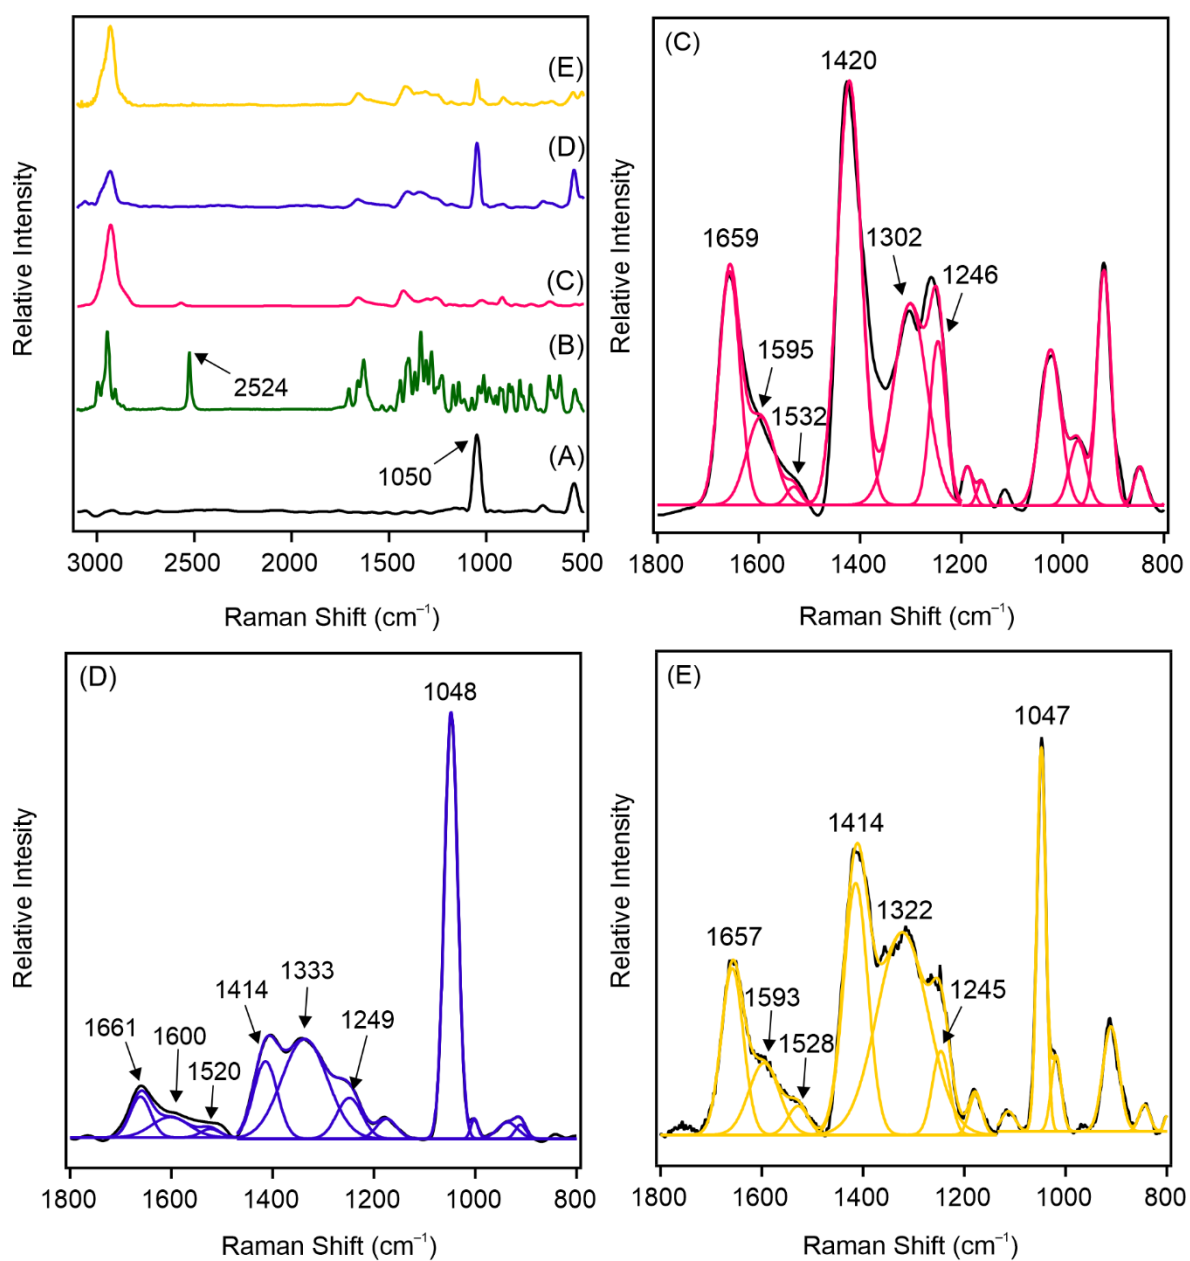 (E)
(D)
(C)
(B)
2524
(A)
1050
Relative Intensity
3000 2500 2000 1500 1000 500
Raman Shift (cm⁻¹)
(C)
1420
1659
1302
1246
1595
1532
Relative Intensity
1800 1600 1400 1200 1000 800
Raman Shift (cm⁻¹)
(D)
1048
1333
1414
1249
1661
1600
1520
Relative Intesity
1800 1600 1400 1200 1000 800
Raman Shift (cm⁻¹)
(E)
1047
1414
1322
1657
1593
1245
1528
Relative Intensity
1800 1600 1400 1200 1000 800
Raman Shift (cm⁻¹)